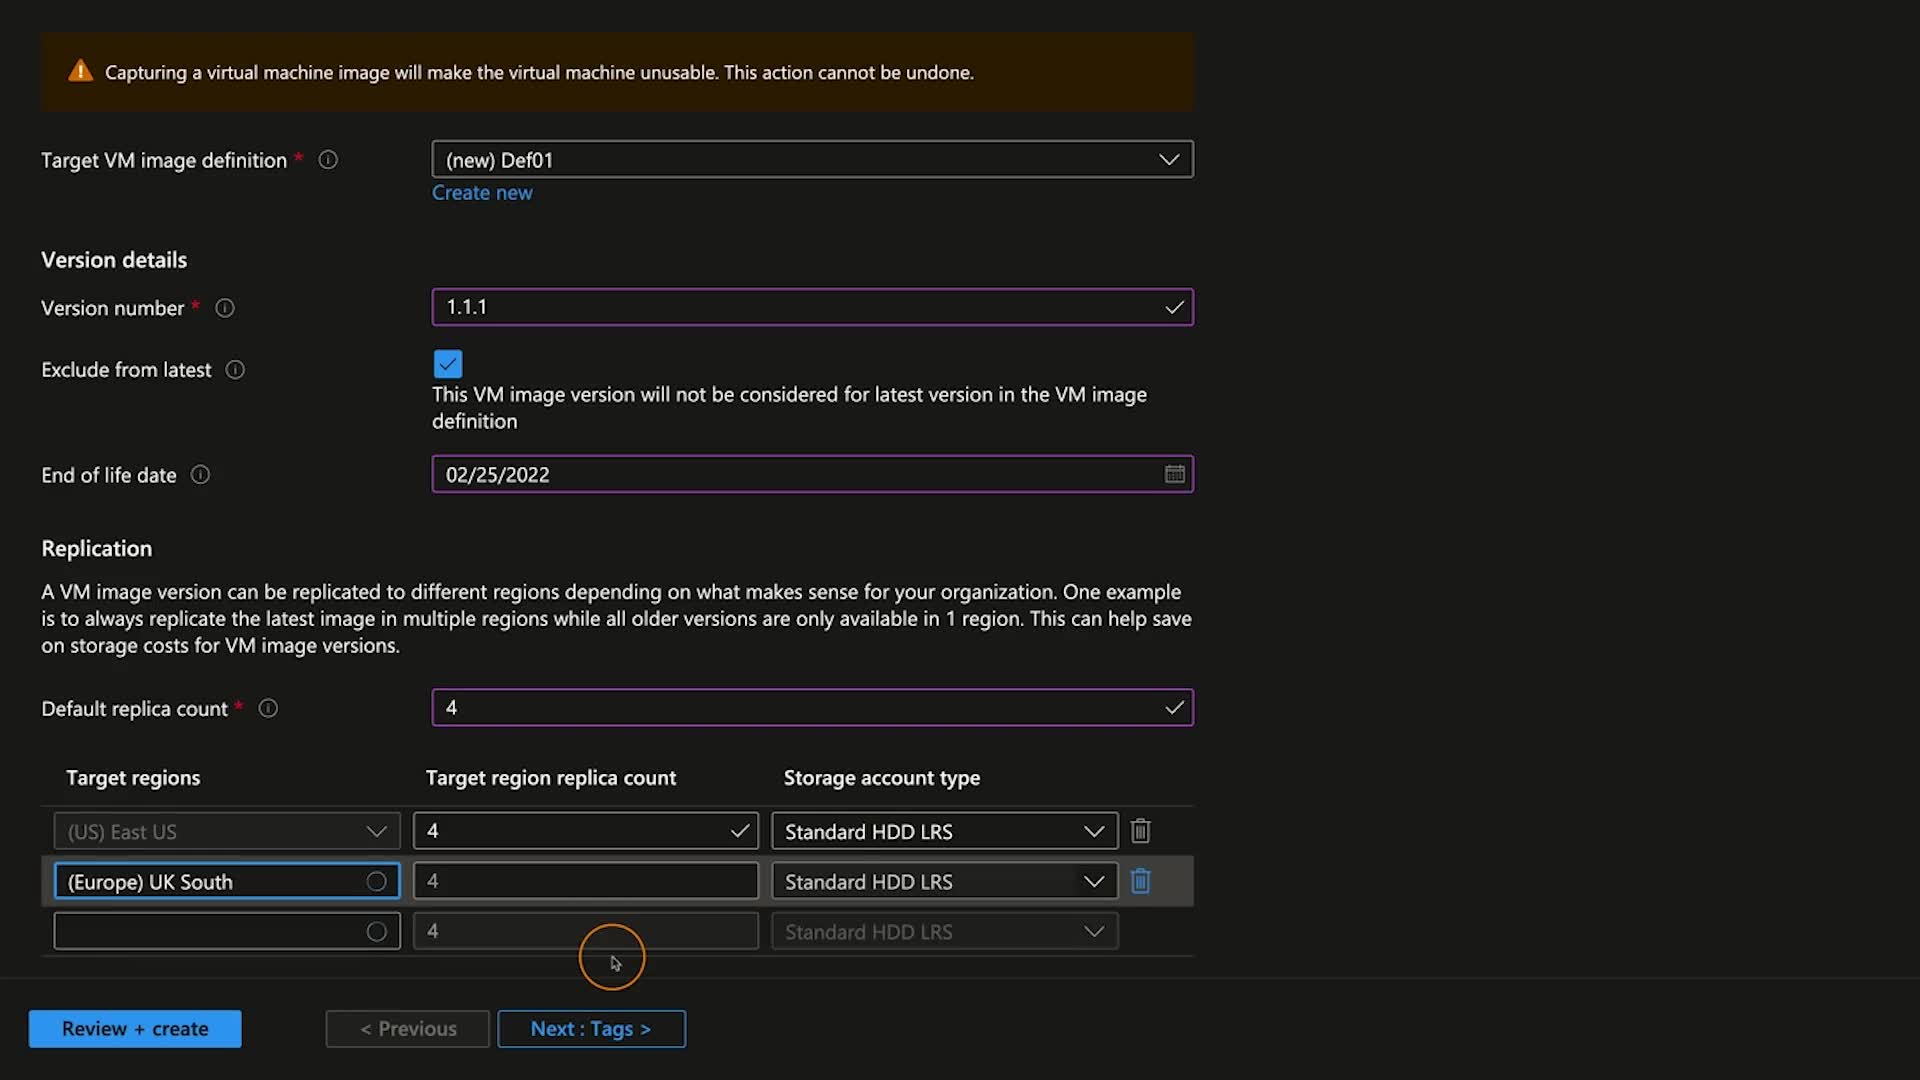 Capturing a virtual machine image will make the virtual machine unusable. This action cannot be undone.
Target VM image definition *
(new) Def01
Create new
Version details
Version number *
1.1.1
Exclude from latest
This VM image version will not be considered for latest version in the VM image
definition
End of life date
02/25/2022
Replication
A VM image version can be replicated to different regions depending on what makes sense for your organization. One example
is to always replicate the latest image in multiple regions while all older versions are only available in 1 region. This can help save
on storage costs for VM image versions.
Default replica count *
4
Target regions Target region replica count Storage account type
(US) East US 4 Standard HDD LRS
(Europe) UK South 4 Standard HDD LRS
4 Standard HDD LRS
Review + create < Previous Next : Tags >